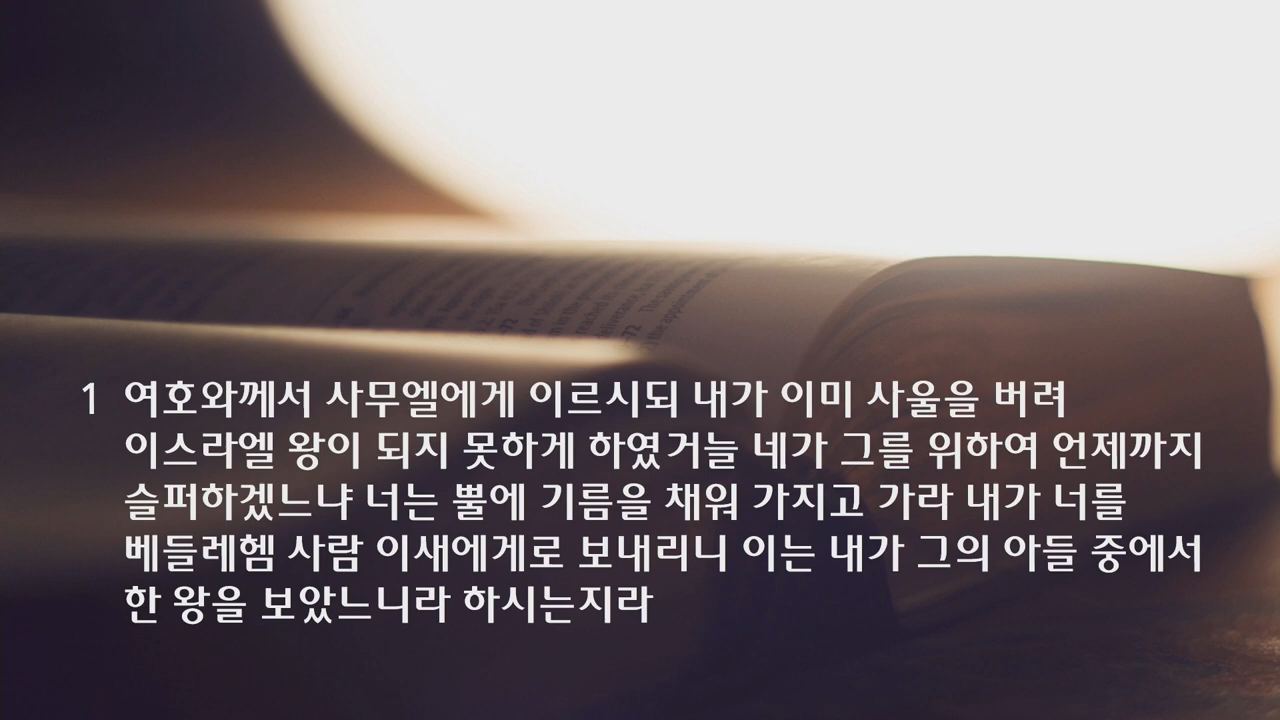 1 여호와께서 사무엘에게 이르시되 내가 이미 사울을 버려
이스라엘 왕이 되지 못하게 하였거늘 네가 그를 위하여 언제까지
슬퍼하겠느냐 너는 뿔에 기름을 채워 가지고 가라 내가 너를
베들레헴 사람 이새에게로 보내리니 이는 내가 그의 아들 중에서
한 왕을 보았느니라 하시는지라